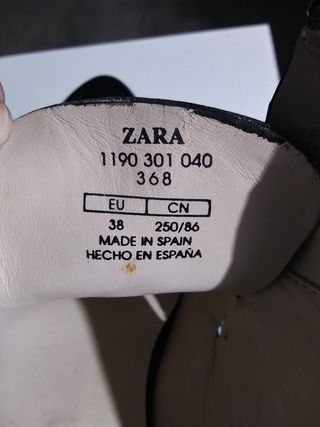 ZARA
1190 301 040
368
EU CN
38 250/86
MADE IN SPAIN
HECHO EN ESPAÑA